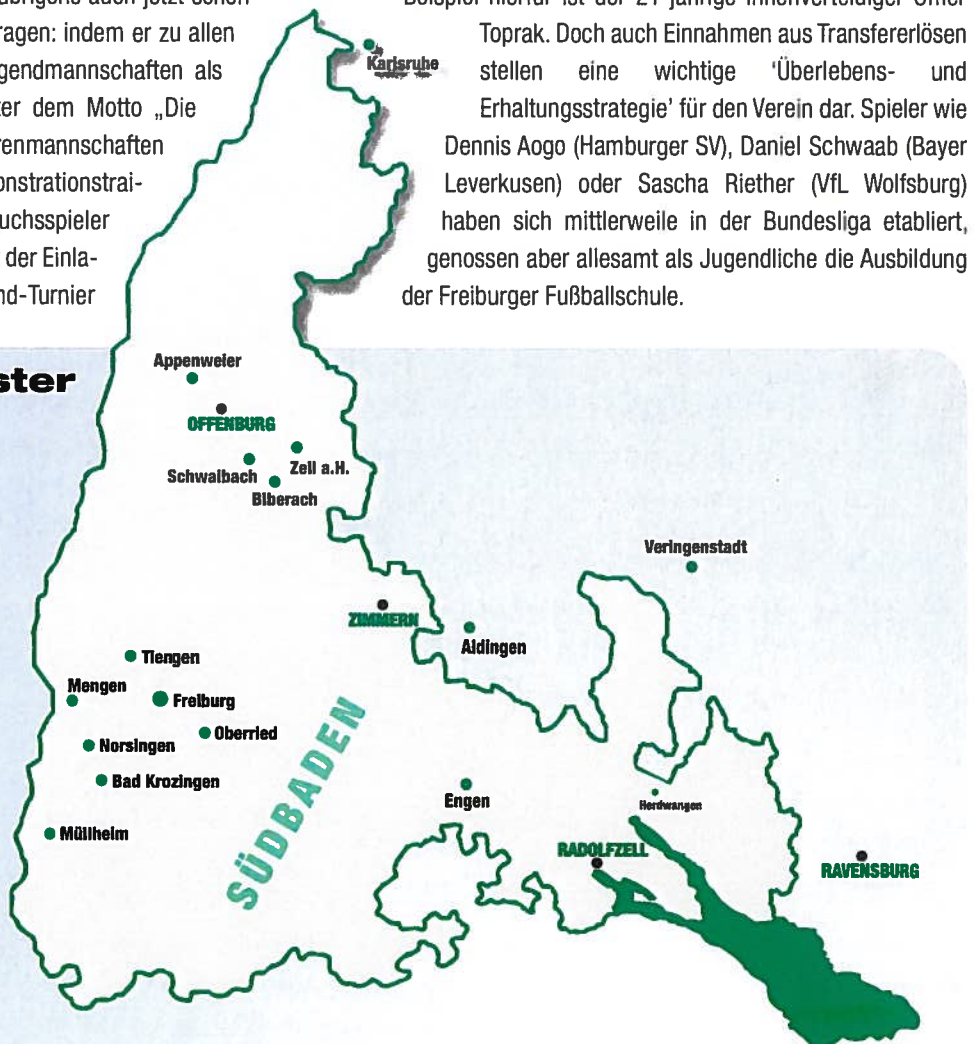 übrigens auch jetzt schon
ragen: indem er zu allen
gendmannschaften als
ter dem Motto „Die
renmannschaften
onstrationstrai-
uchsspieler
der Einla-
nd-Turnier
Toprak. Doch auch Einnahmen aus Transfererlösen
stellen eine wichtige ‘Überlebens- und
Erhaltungsstrategie’ für den Verein dar. Spieler wie
Dennis Aogo (Hamburger SV), Daniel Schwaab (Bayer
Leverkusen) oder Sascha Riether (VfL Wolfsburg)
haben sich mittlerweile in der Bundesliga etabliert,
genossen aber allesamt als Jugendliche die Ausbildung
der Freiburger Fußballschule.
Karlsruhe
ster
Appenweier
OFFENBURG
Zell a.H.
Schwaibach
Biberach
Veringenstadt
ZIMMERN
Aldingen
Tiengen
Mengen
Freiburg
Oberried
Norsingen
Bad Krozingen
Müllheim
SÜDBADEN
Engen
Herdwangen
RADOLFZELL
RAVENSBURG